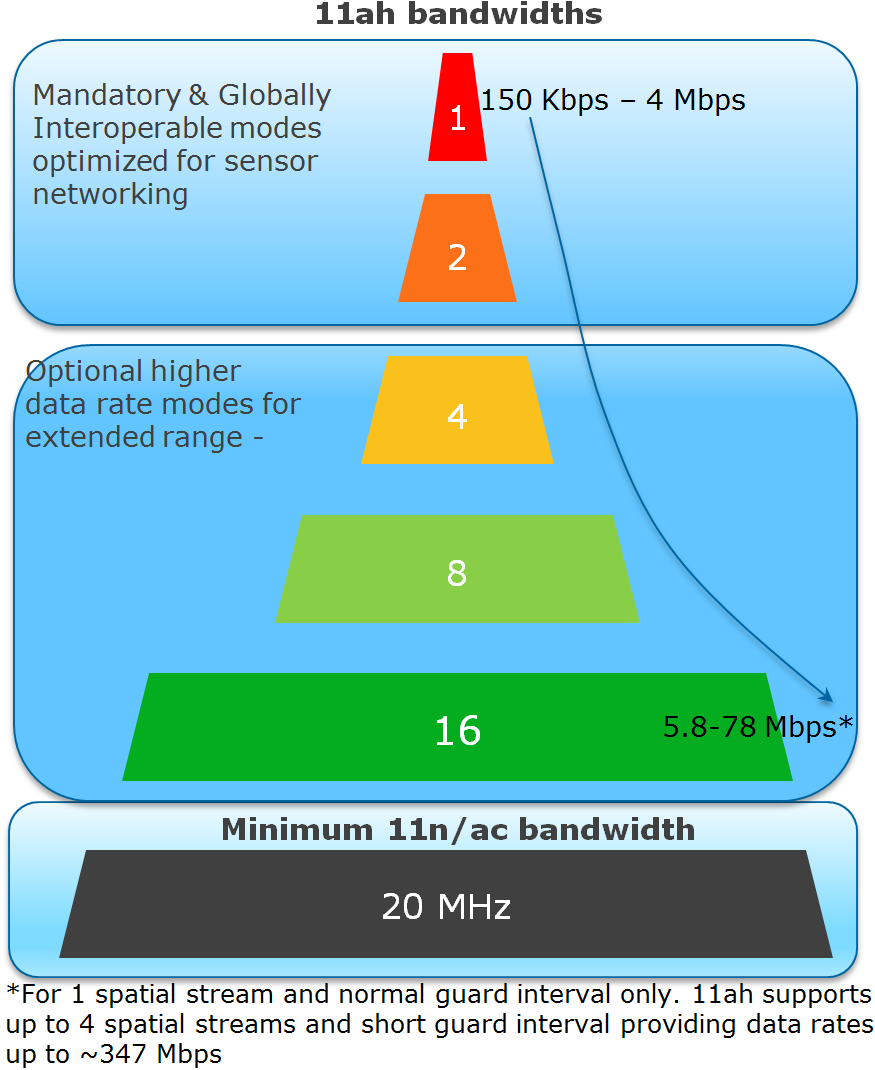 11ah bandwidths
Mandatory & Globally
Interoperable modes
optimized for sensor
networking
1
150 Kbps – 4 Mbps
2
Optional higher
data rate modes for
extended range -
4
8
16
5.8-78 Mbps*
Minimum 11n/ac bandwidth
20 MHz
*For 1 spatial stream and normal guard interval only. 11ah supports
up to 4 spatial streams and short guard interval providing data rates
up to ~347 Mbps